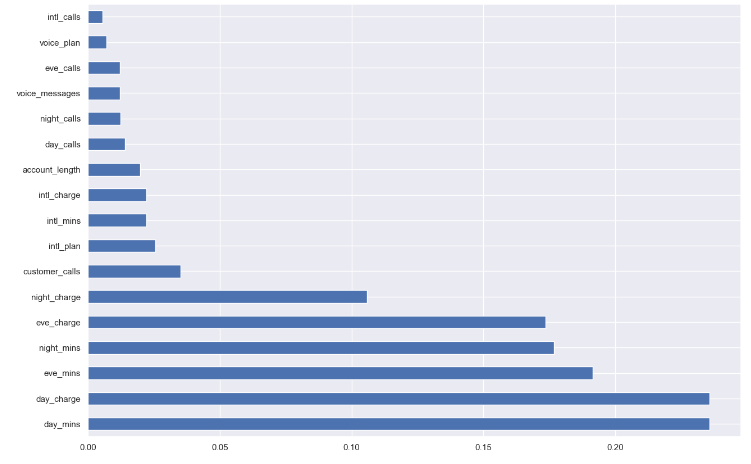 intl_calls
voice_plan
eve_calls
voice_messages
night_calls
day_calls
account_length
intl_charge
intl_mins
intl_plan
customer_calls
night_charge
eve_charge
night_mins
eve_mins
day_charge
day_mins
0.00 0.05 0.10 0.15 0.20